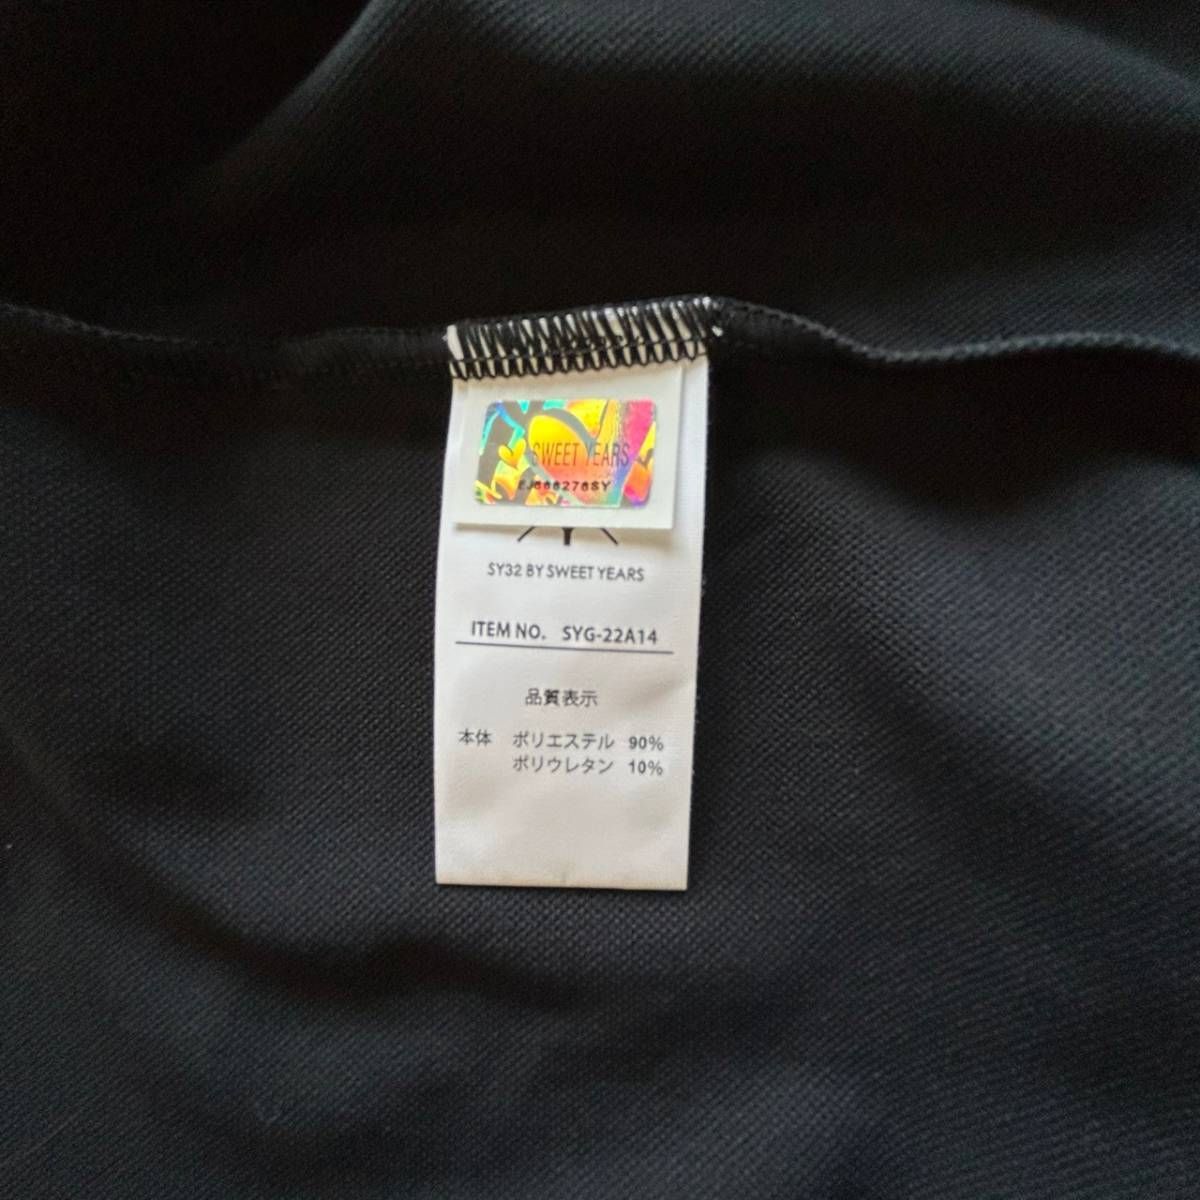 SWEET YEARS
EJ666276SY
SY32 BY SWEET YEARS
ITEM NO. SYG-22A14
品質表示
本体 ポリエステル 90%
ポリウレタン 10%